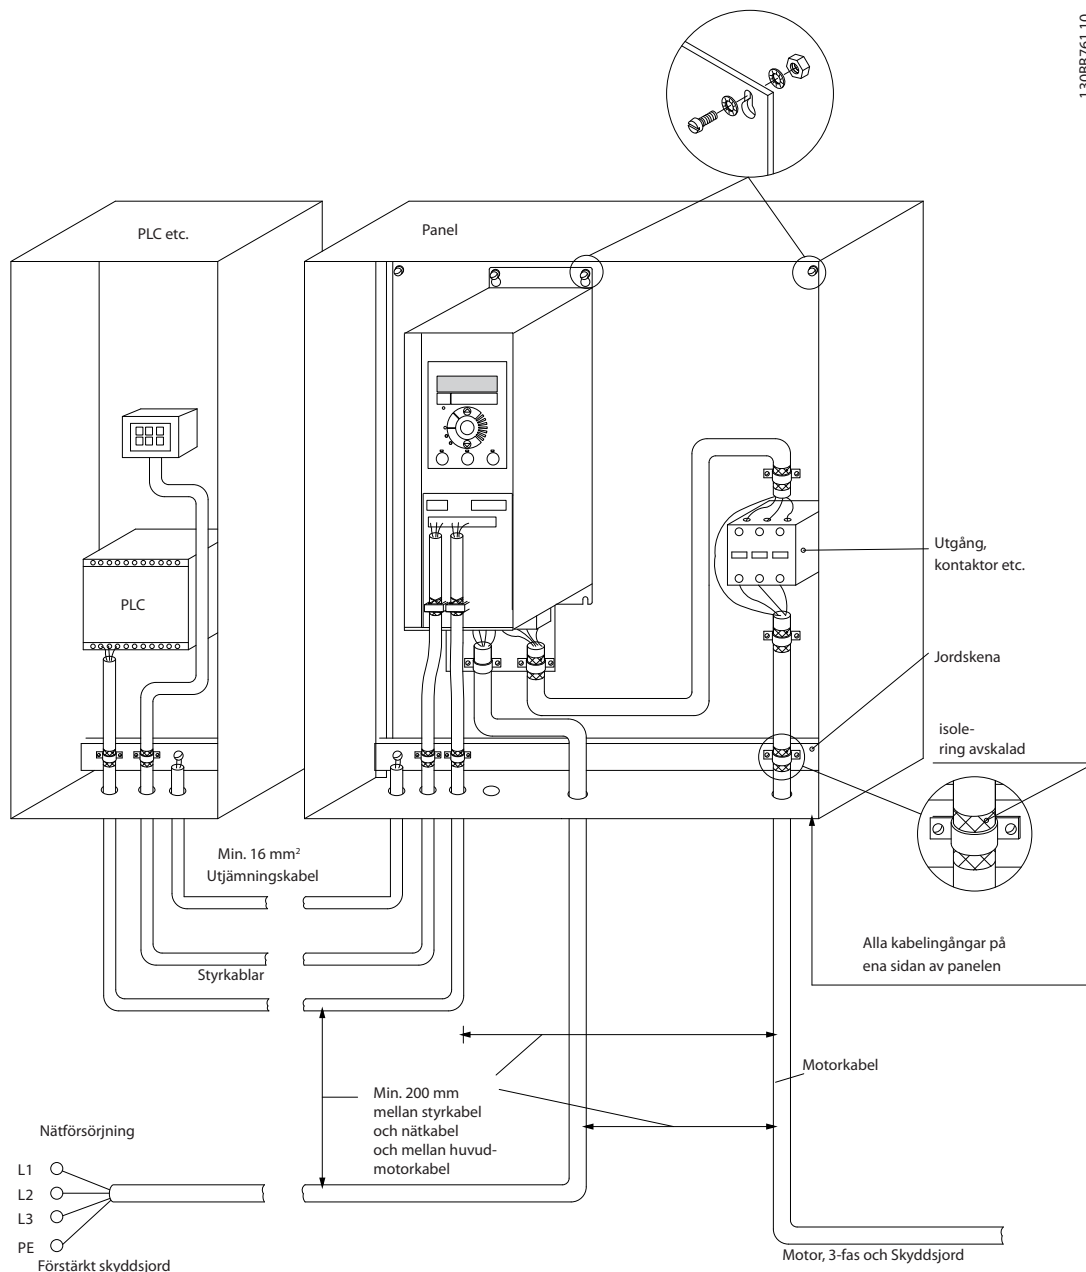 130BB761.10
PLC etc.
Panel
PLC
Utgång,
kontaktor etc.
Jordskena
isole-
ring avskalad
Min. 16 mm²
Utjämningskabel
Alla kabelingångar på
ena sidan av panelen
Styrkablar
Motorkabel
Min. 200 mm
mellan styrkabel
och nätkabel
och mellan huvud-
motorkabel
Nätförsörjning
L1
L2
L3
PE
Förstärkt skyddsjord
Motor, 3-fas och Skyddsjord